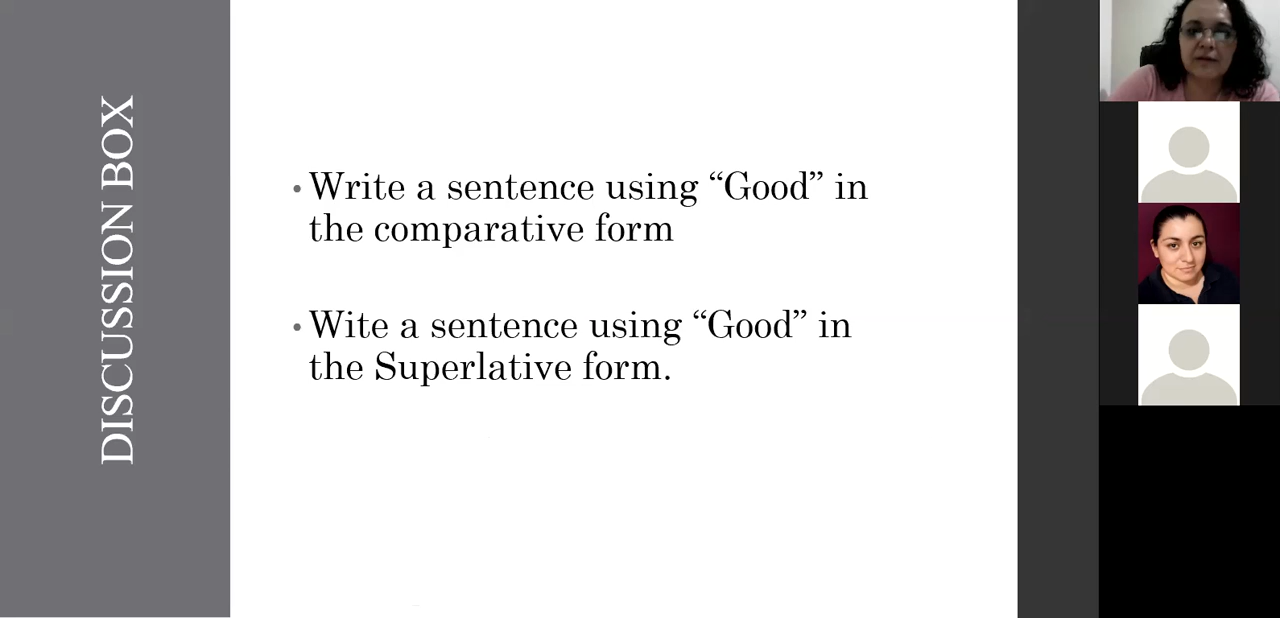 DISCUSSION BOX
• Write a sentence using “Good” in
the comparative form
• Wite a sentence using “Good” in
the Superlative form.